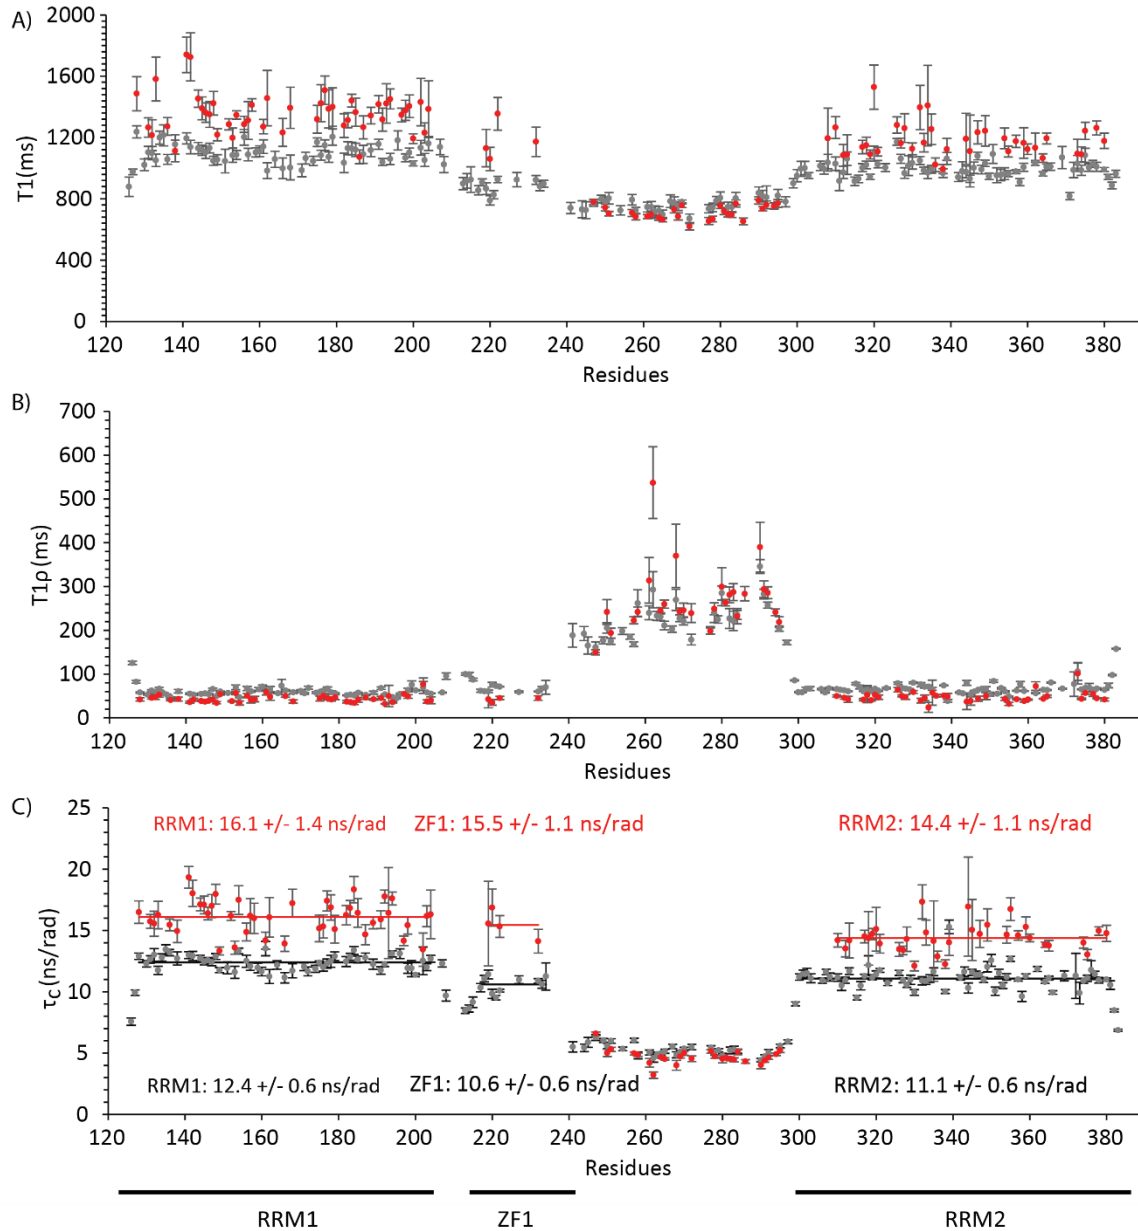 A)
2000
1600
1200
800
400
0
T1(ms)
120 140 160 180 200 220 240 260 280 300 320 340 360 380
Residues
B)
700
600
500
400
300
200
100
0
T1ρ (ms)
120 140 160 180 200 220 240 260 280 300 320 340 360 380
Residues
C)
25
20
15
10
5
0
τC (ns/rad)
RRM1: 16.1 +/- 1.4 ns/rad ZF1: 15.5 +/- 1.1 ns/rad RRM2: 14.4 +/- 1.1 ns/rad
RRM1: 12.4 +/- 0.6 ns/rad ZF1: 10.6 +/- 0.6 ns/rad RRM2: 11.1 +/- 0.6 ns/rad
120 140 160 180 200 220 240 260 280 300 320 340 360 380
Residues
RRM1 ZF1 RRM2